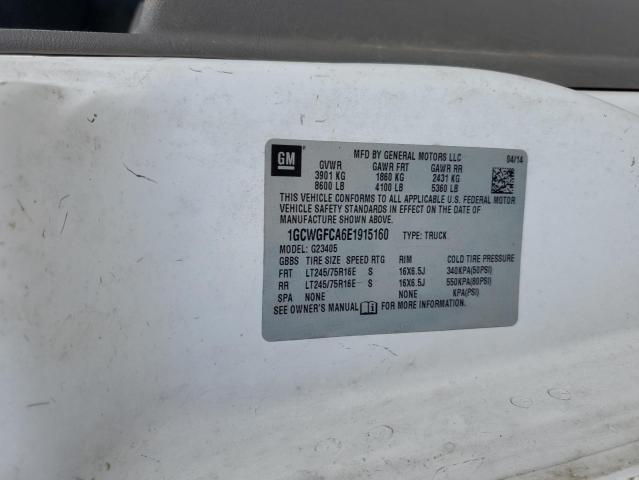 GM
MFD BY GENERAL MOTORS LLC 04/14
GVWR GAWR FRT GAWR RR
3901 KG 1860 KG 2431 KG
8600 LB 4100 LB 5360 LB
THIS VEHICLE CONFORMS TO ALL APPLICABLE U.S. FEDERAL MOTOR
VEHICLE SAFETY STANDARDS IN EFFECT ON THE DATE OF
MANUFACTURE SHOWN ABOVE.
1GCWGFCA6E1915160 TYPE: TRUCK
MODEL: G23405
GBBS TIRE SIZE SPEED RTG RIM COLD TIRE PRESSURE
FRT LT245/75R16E S 16X6.5J 340KPA(50PSI)
RR LT245/75R16E S 16X6.5J 550KPA(80PSI)
SPA NONE NONE KPA(PSI)
SEE OWNER'S MANUAL FOR MORE INFORMATION.